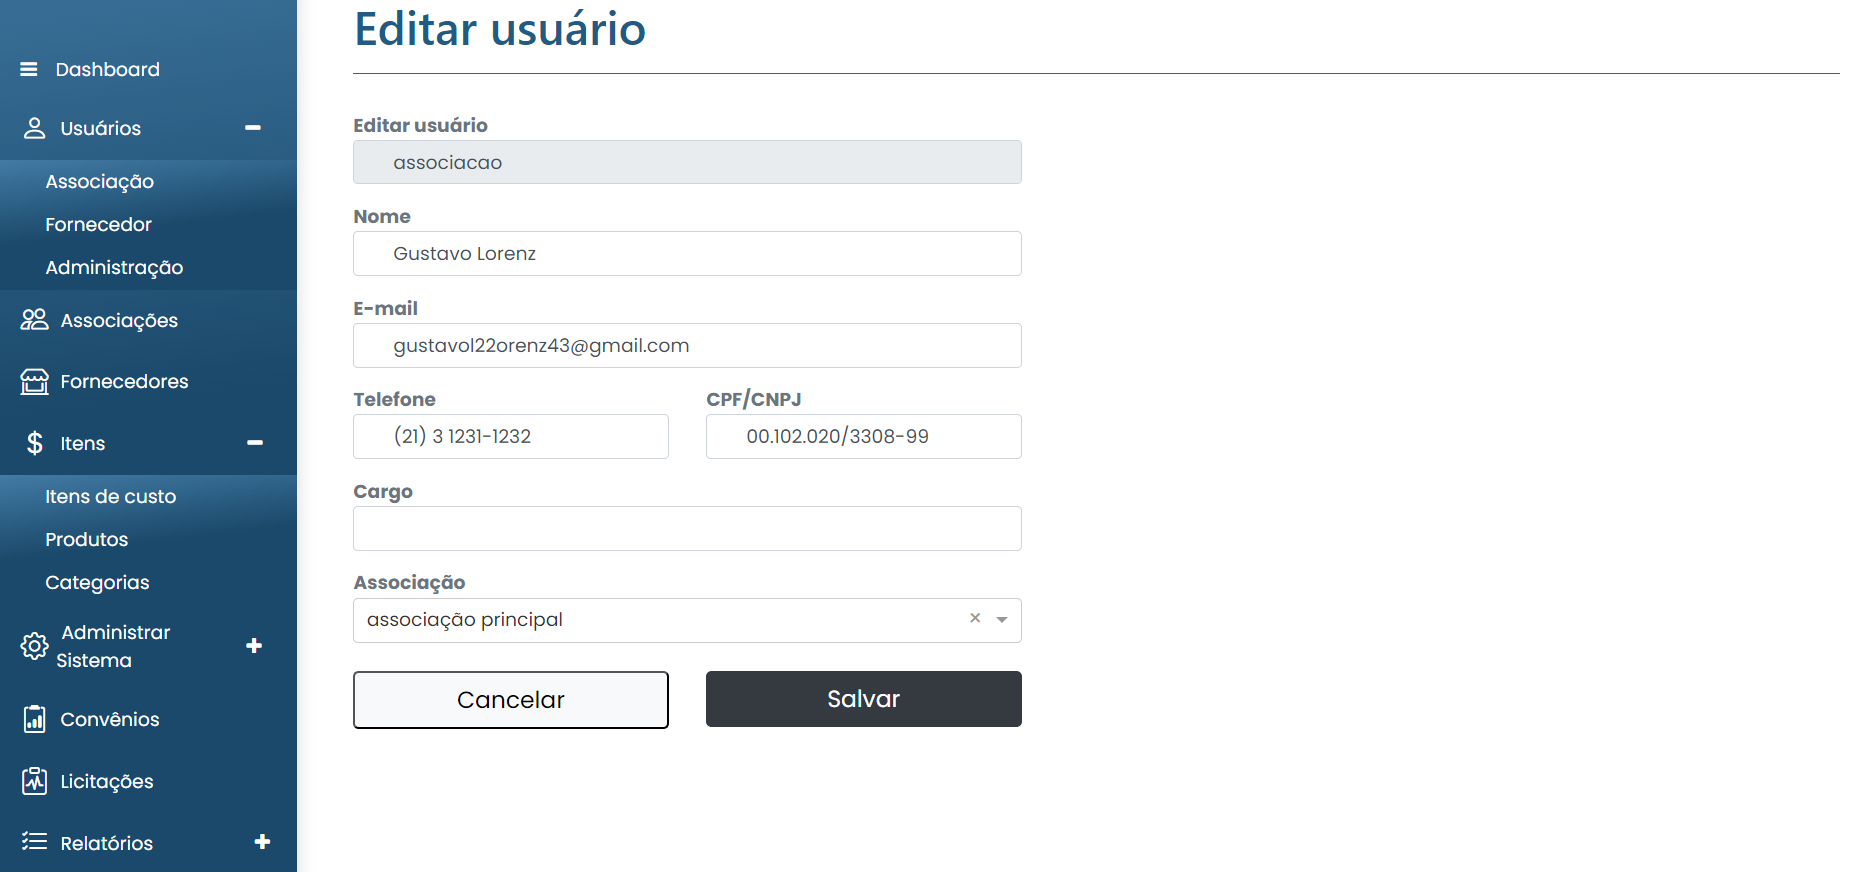 Dashboard
Usuários
Associação
Fornecedor
Administração
Associações
Fornecedores
Itens
Itens de custo
Produtos
Categorias
Administrar
Sistema
Convênios
Licitações
Relatórios
Editar usuário
Editar usuário
associacao
Nome
Gustavo Lorenz
E-mail
gustavol22orenz43@gmail.com
Telefone
(21) 3 1231-1232
CPF/CNPJ
00.102.020/3308-99
Cargo
Associação
associação principal
Cancelar
Salvar